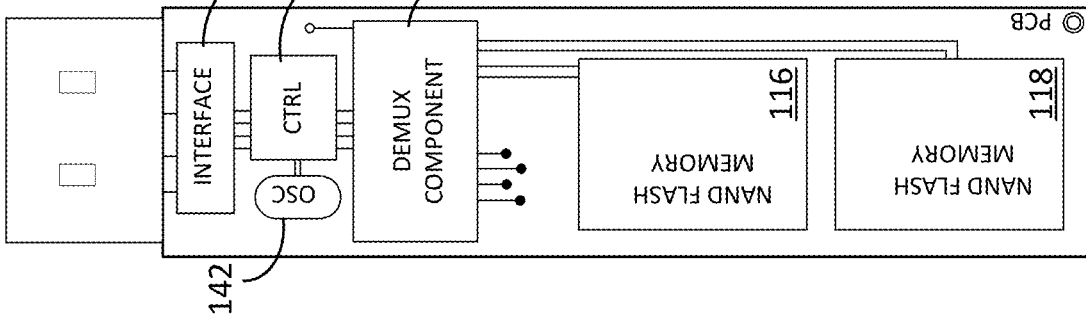 PCB
INTERFACE
CTRL
OSC
142
DEMUX
COMPONENT
NAND FLASH
MEMORY
116
NAND FLASH
MEMORY
118